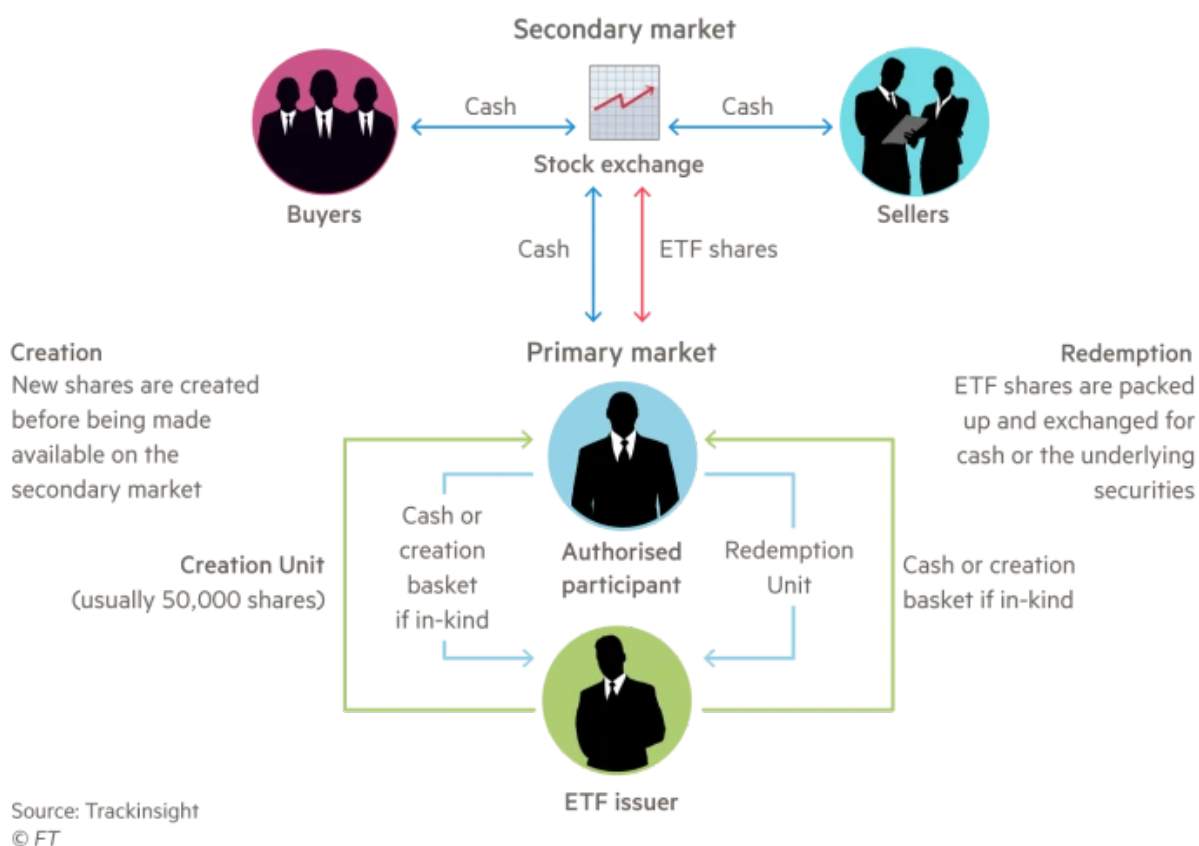 Secondary market
Cash
Cash
Stock exchange
Buyers
Sellers
Cash
ETF shares
Primary market
Creation
New shares are created
before being made
available on the
secondary market
Redemption
ETF shares are packed
up and exchanged for
cash or the underlying
securities
Creation Unit
(usually 50,000 shares)
Cash or
creation
basket
if in-kind
Authorised
participant
Redemption
Unit
Cash or creation
basket if in-kind
ETF issuer
Source: Trackinsight
© FT